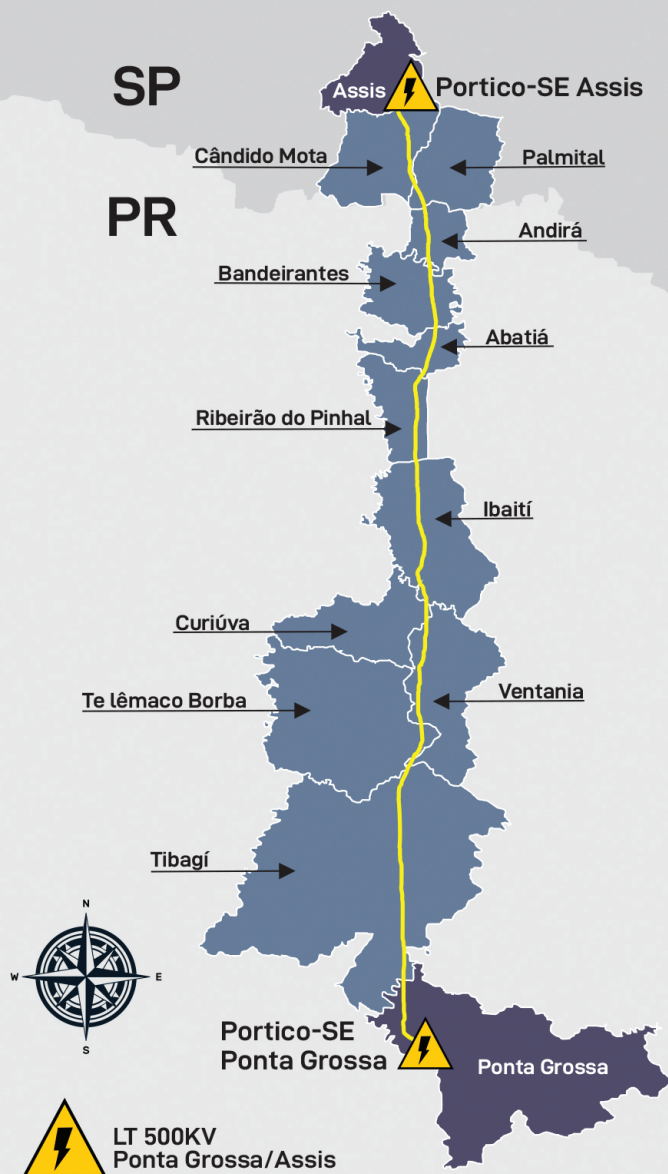 SP
Assis
Portico-SE Assis
Cândido Mota
Palmital
PR
Andirá
Bandeirantes
Abatiá
Ribeirão do Pinhal
Ibaití
Curiúva
Ventania
Te lêmaco Borba
Tibagí
N
W
E
S
Portico-SE
Ponta Grossa
Ponta Grossa
LT 500KV
Ponta Grossa/Assis